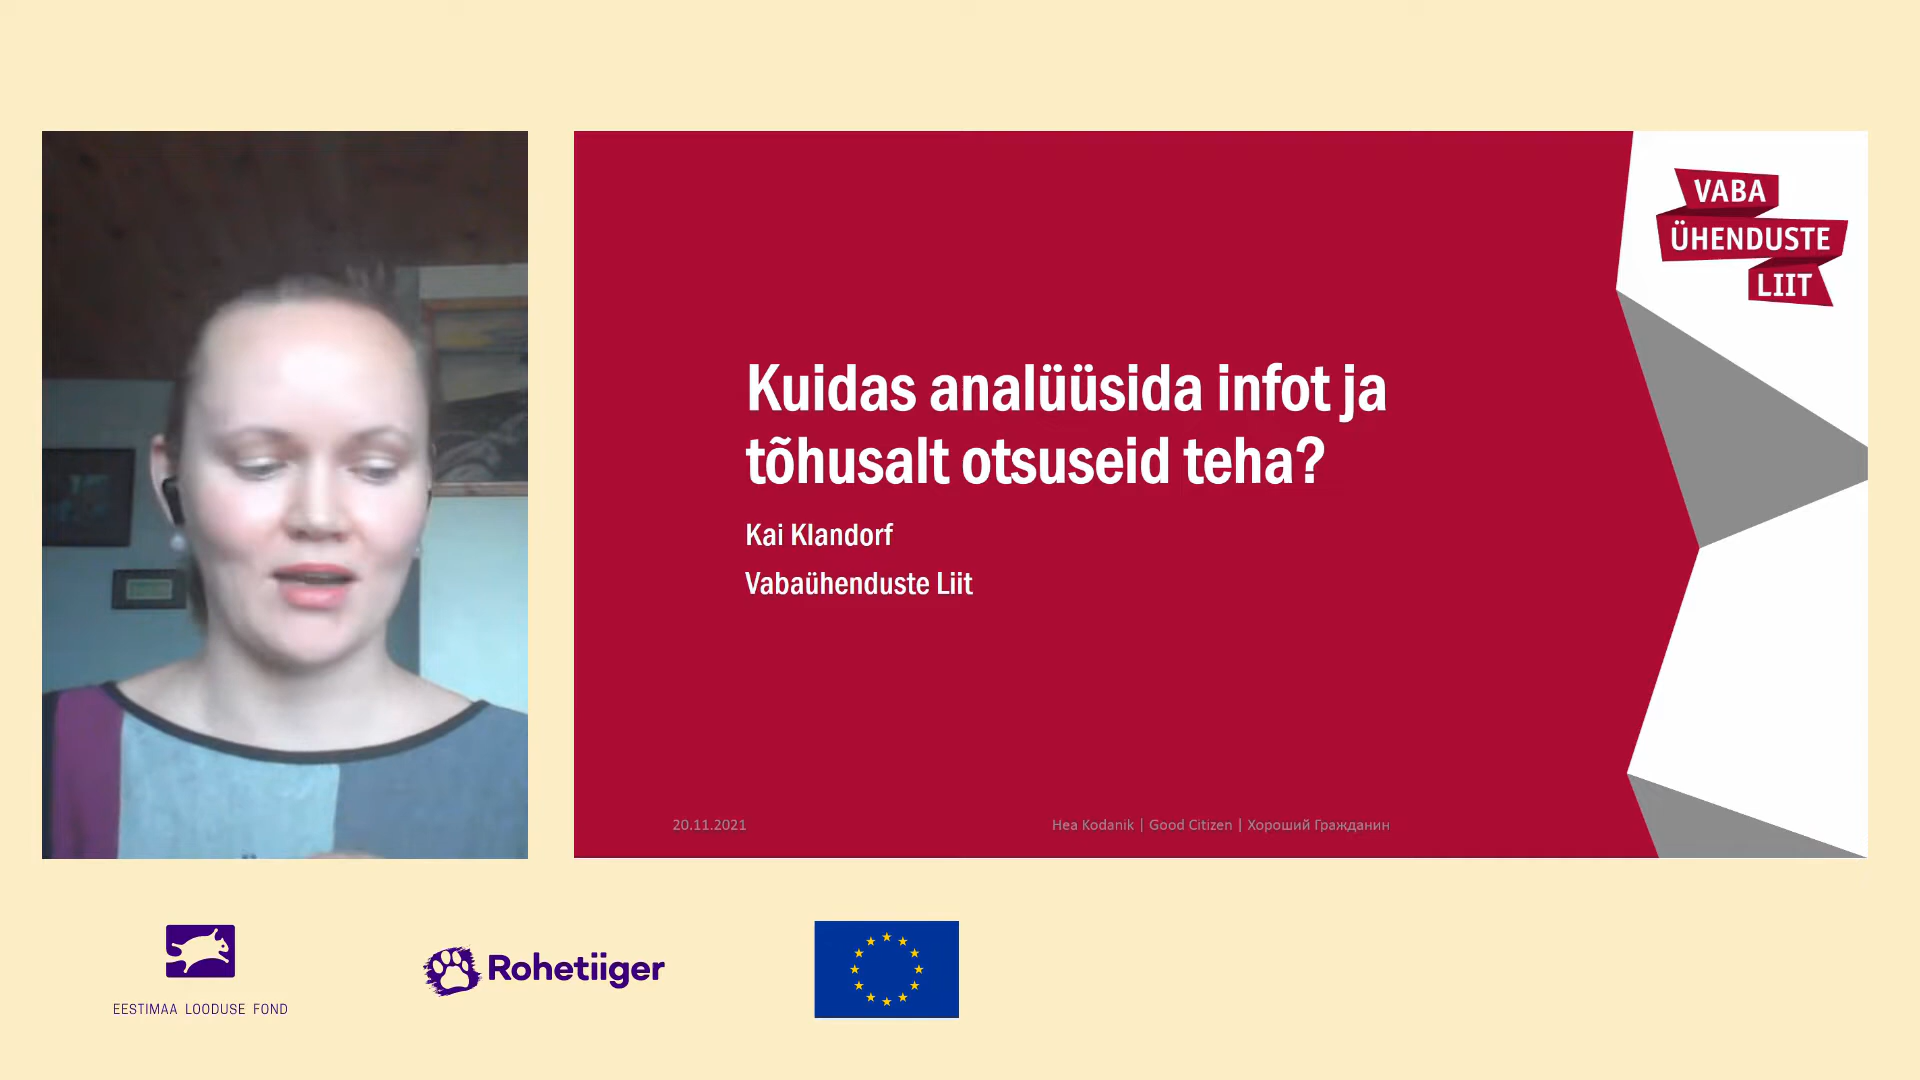 VABA
ÜHENDUSTE
LIIT
Kuidas analüüsida infot ja
tõhusalt otsuseid teha?
Kai Klandorf
Vabaühenduste Liit
20.11.2021
Hea Kodanik | Good Citizen | Хороший Гражданин
EESTIMAA LOODUSE FOND
Rohetiiger